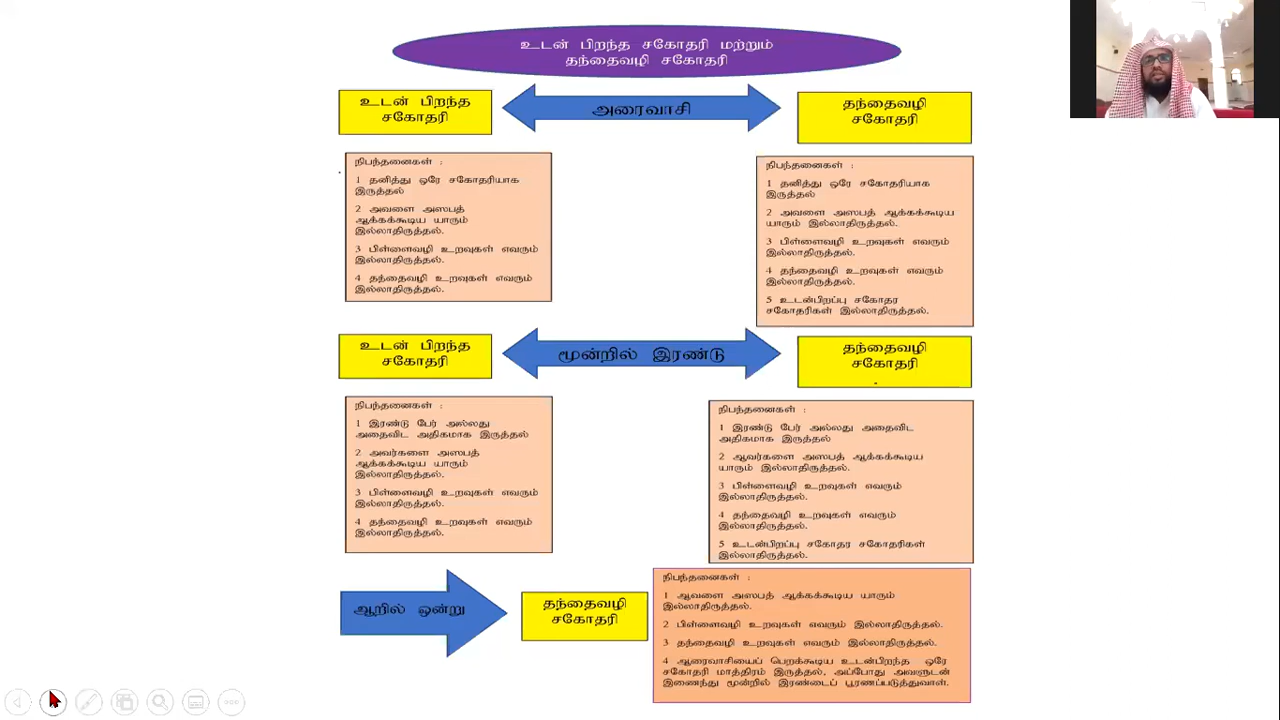 உடன் பிறந்த சகோதரி மற்றும்
தந்தைவழி சகோதரி
உடன் பிறந்த
சகோதரி
அரைவாசி
தந்தைவழி
சகோதரி
நிபந்தனைகள் :
1 தனித்து ஒரே சகோதரியாக
இருத்தல்
2 அவளை அஸபத்
ஆக்கக்கூடிய யாரும்
இல்லாதிருத்தல்.
3 பிள்ளைவழி உறவுகள் எவரும்
இல்லாதிருத்தல்.
4 தத்தைவழி உறவுகள் எவரும்
இல்லாதிருத்தல்.
நிபந்தனைகள் :
1 தனித்து ஒரே சகோதரியாக
இருத்தல்
2 அவளை அஸபத் ஆக்கக்கூடிய
யாரும் இல்லாதிருத்தல்.
3 பிள்ளைவழி உறவுகள் எவரும்
இல்லாதிருத்தல்.
4 தந்தைவழி உறவுகள் எவரும்
இல்லாதிருத்தல்.
5 உடன்பிறப்பு சகோதர
சகோதரிகள் இல்லாதிருத்தல்.
உடன் பிறந்த
சகோதரி
மூன்றில் இரண்டு
தந்தைவழி
சகோதரி
நிபந்தனைகள் :
1 இரண்டு பேர் அல்லது
அதைவிட அதிகமாக இருத்தல்
2 அவர்களை அஸபத்
ஆக்கக்கூடிய யாரும்
இல்லாதிருத்தல்.
3 பிள்ளைவழி உறவுகள் எவரும்
இல்லாதிருத்தல்.
4 தத்தைவழி உறவுகள் எவரும்
இல்லாதிருத்தல்.
நிபந்தனைகள் :
1 இரண்டு பேர் அல்லது அதைவிட
அதிகமாக இருத்தல்
2 ஆவர்களை அஸபத் ஆக்கக்கூடிய
யாரும் இல்லாதிருத்தல்.
3 பிள்ளைவழி உறவுகள் எவரும்
இல்லாதிருத்தல்.
4 தந்தைவழி உறவுகள் எவரும்
இல்லாதிருத்தல்.
5 உடன்பிறப்பு சகோதர சகோதரிகள்
இல்லாதிருத்தல்.
ஆறில் ஒன்று
தந்தைவழி
சகோதரி
நிபந்தனைகள் :
1 ஆவளை அஸபத் ஆக்கக்கூடிய யாரும்
இல்லாதிருத்தல்.
2 பிள்ளைவழி உறவுகள் எவரும் இல்லாதிருத்தல்.
3 தத்தைவழி உறவுகள் எவரும் இல்லாதிருத்தல்.
4 ஆரைவாசியைப் பெறக்கூடிய உடன்பிறந்த ஒரே
சகோதரி மாத்திரம் இருத்தல், அப்போது அவளுடன்
இணைந்து மூன்றில் இரண்டைப் பூரணப்படுத்துவாள்.